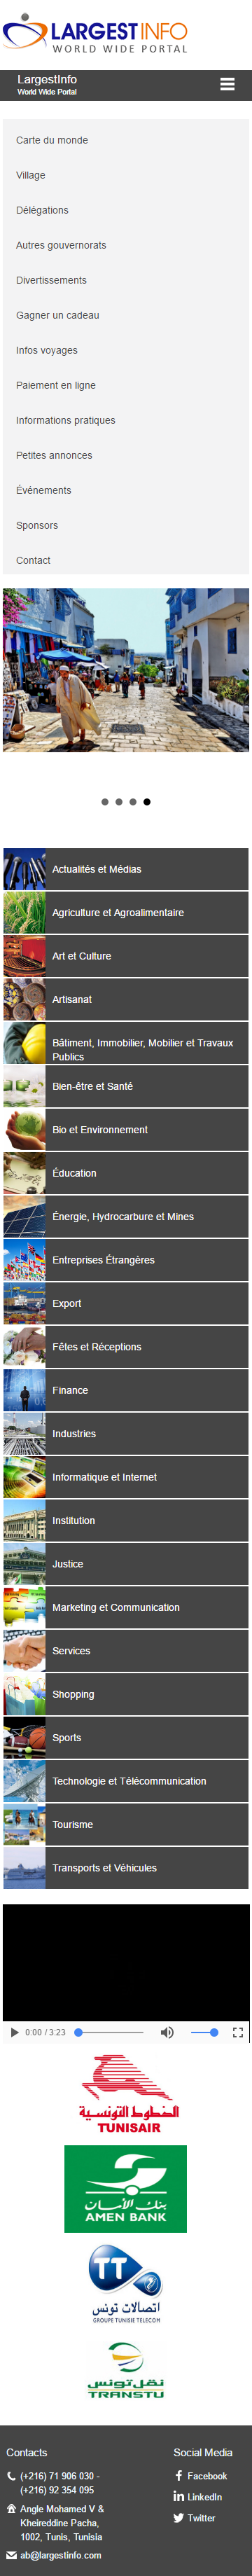 LARGESTINFO
WORLD WIDE PORTAL
LargestInfo
World Wide Portal
Carte du monde
Village
Délégations
Autres gouvernorats
Divertissements
Gagner un cadeau
Infos voyages
Paiement en ligne
Informations pratiques
Petites annonces
Événements
Sponsors
Contact
Actualités et Médias
Agriculture et Agroalimentaire
Art et Culture
Artisanat
Bâtiment, Immobilier, Mobilier et Travaux
Publics
Bien-être et Santé
Bio et Environnement
Éducation
Énergie, Hydrocarbure et Mines
Entreprises Étrangères
Export
Fêtes et Réceptions
Finance
Industries
Informatique et Internet
Institution
Justice
Marketing et Communication
Services
Shopping
Sports
Technologie et Télécommunication
Tourisme
Transports et Véhicules
0:00 / 3:23
الخطوط التونسية
TUNISAIR
بنك الأمان
AMEN BANK
TT
اتصالات تونس
GROUPE TUNISIE TELECOM
نقل تونس
TRANSTU
Contacts
(+216) 71 906 030 -
(+216) 92 354 095
Angle Mohamed V &
Kheireddine Pacha,
1002, Tunis, Tunisia
ab@largestinfo.com
Social Media
Facebook
LinkedIn
Twitter